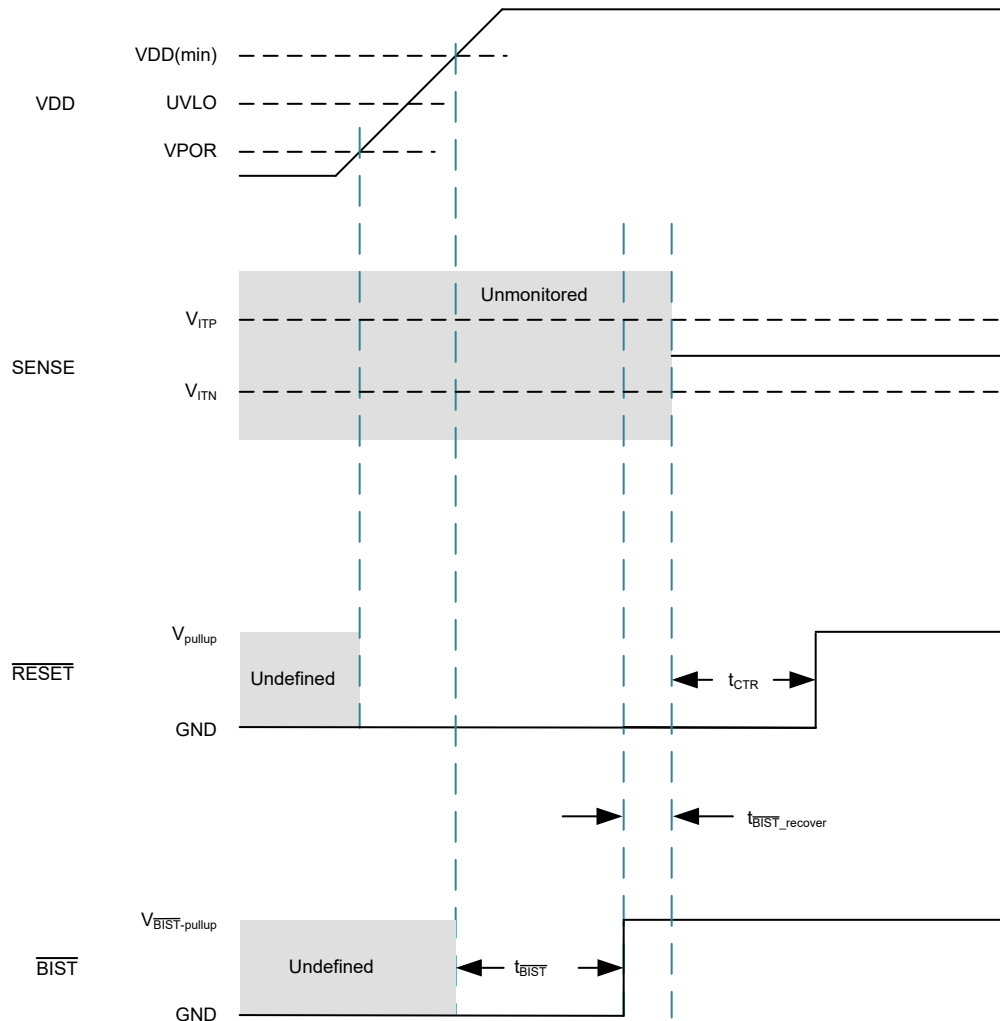 VDD(min)
VDD
UVLO
VPOR
Unmonitored
VITP
SENSE
VITN
Vpullup
RESET
Undefined
tCTR
GND
tBIST_recover
VBIST-pullup
BIST
Undefined
tBIST
GND